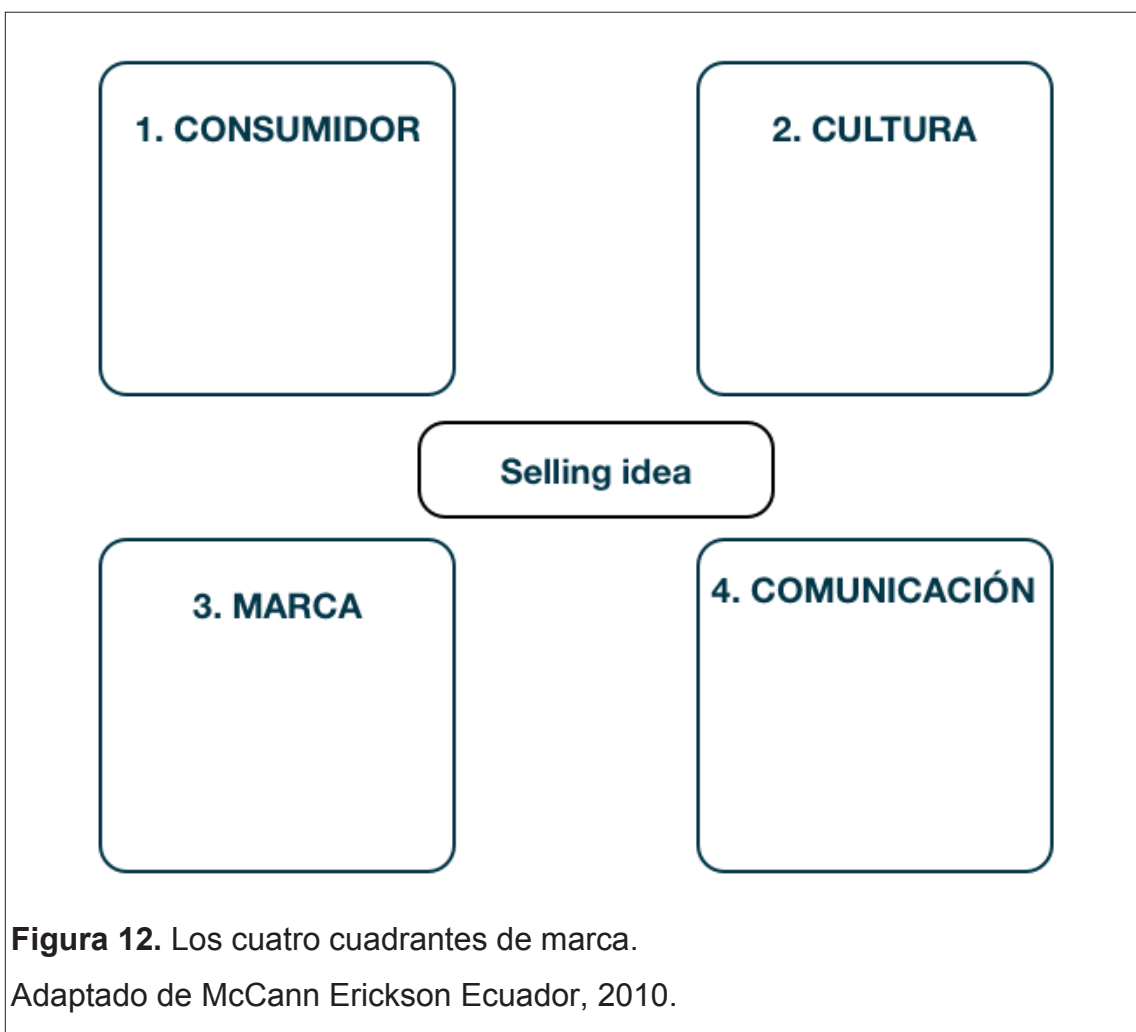 1. CONSUMIDOR
2. CULTURA
Selling idea
3. MARCA
4. COMUNICACIÓN
Figura 12. Los cuatro cuadrantes de marca.
Adaptado de McCann Erickson Ecuador, 2010.